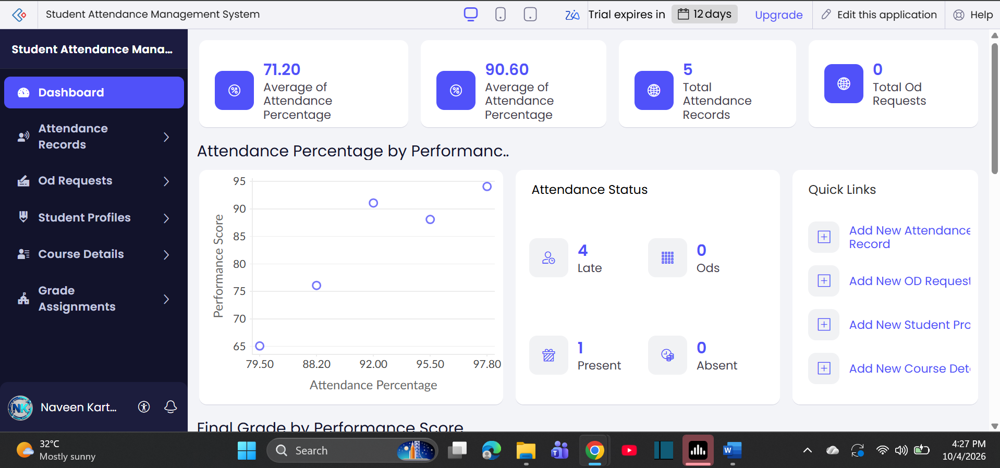 Student Attendance Management System
Zia
Trial expires in
12 days
Upgrade
Edit this application
Help
Student Attendance Mana...
Dashboard
Attendance
Records
Od Requests
Student Profiles
Course Details
Grade
Assignments
NK
Naveen Kart...
71.20
Average of
Attendance
Percentage
90.60
Average of
Attendance
Percentage
5
Total
Attendance
Records
0
Total Od
Requests
Attendance Percentage by Performanc..
Performance Score
95
90
85
80
75
70
65
79.50 88.20 92.00 95.50 97.80
Attendance Percentage
Attendance Status
4
Late
0
Ods
1
Present
0
Absent
Quick Links
Add New Attendance
Record
Add New OD Request
Add New Student Pro
Add New Course Det
Final Grade by Performance Score
32°C
Mostly sunny
Search
4:27 PM
10/4/2026